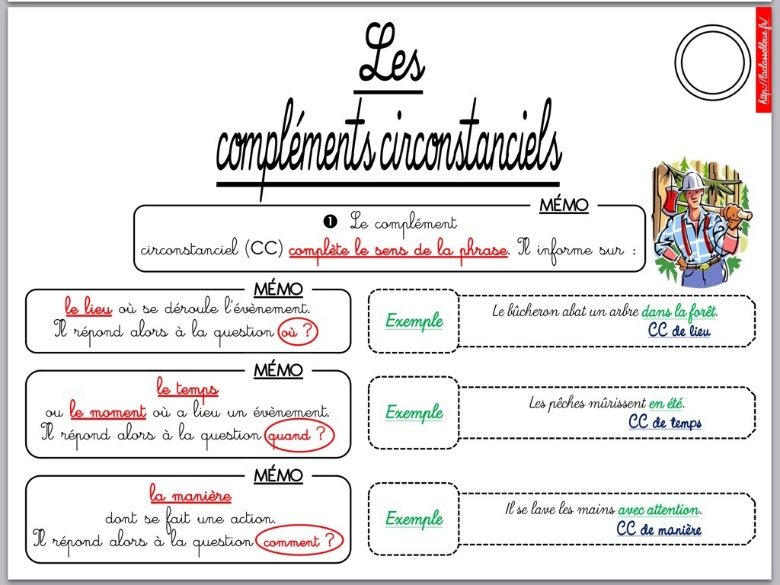 Les
compléments circonstanciels
http://laclassebleue.fr/
MÉMO
❶ Le complément
circonstanciel (CC) complète le sens de la phrase. Il informe sur :
MÉMO
le lieu où se déroule l'évènement.
Il répond alors à la question où ?
Exemple
Le bûcheron abat un arbre dans la forêt.
CC de lieu
MÉMO
le temps
ou le moment où a lieu un évènement.
Il répond alors à la question quand ?
Exemple
Les pêches mûrissent en été.
CC de temps
MÉMO
la manière
dont se fait une action.
Il répond alors à la question comment ?
Exemple
Il se lave les mains avec attention.
CC de manière